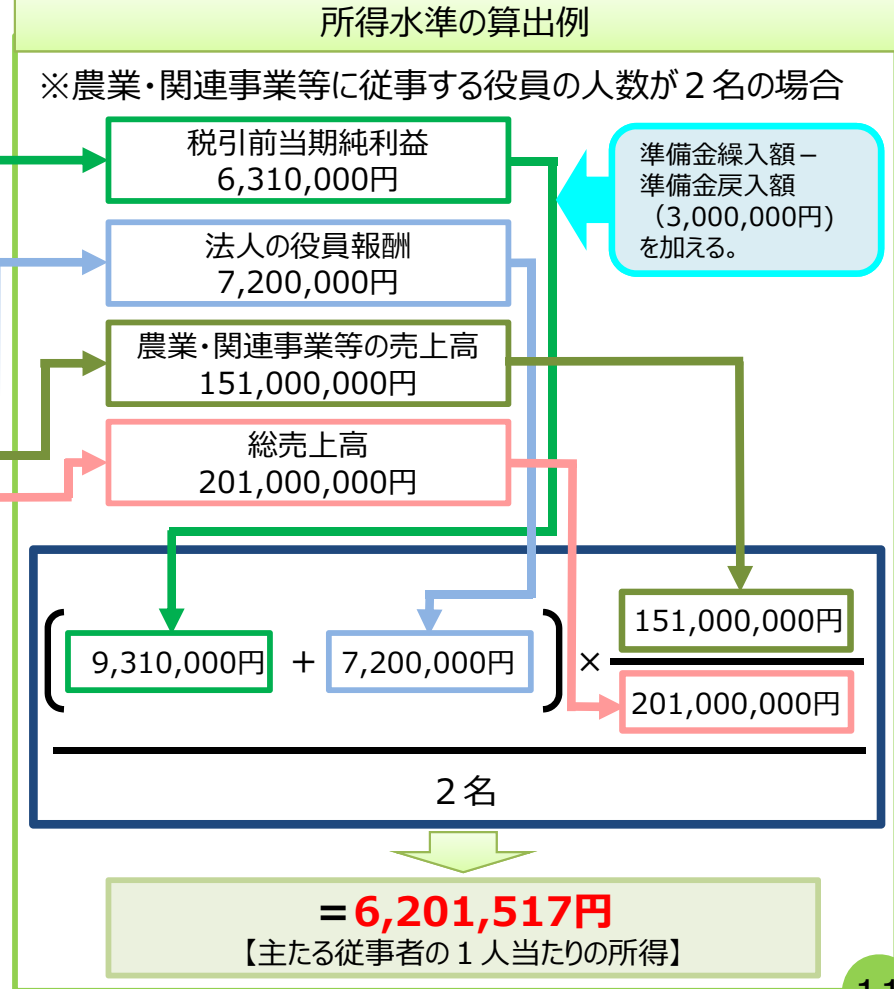 所得水準の算出例
※農業・関連事業等に従事する役員の人数が２名の場合
税引前当期純利益
6,310,000円
準備金繰入額－
準備金戻入額
（3,000,000円)
を加える。
法人の役員報酬
7,200,000円
農業・関連事業等の売上高
151,000,000円
総売上高
201,000,000円
9,310,000円 + 7,200,000円 ×
151,000,000円
201,000,000円
２名
＝6,201,517円
【主たる従事者の１人当たりの所得】